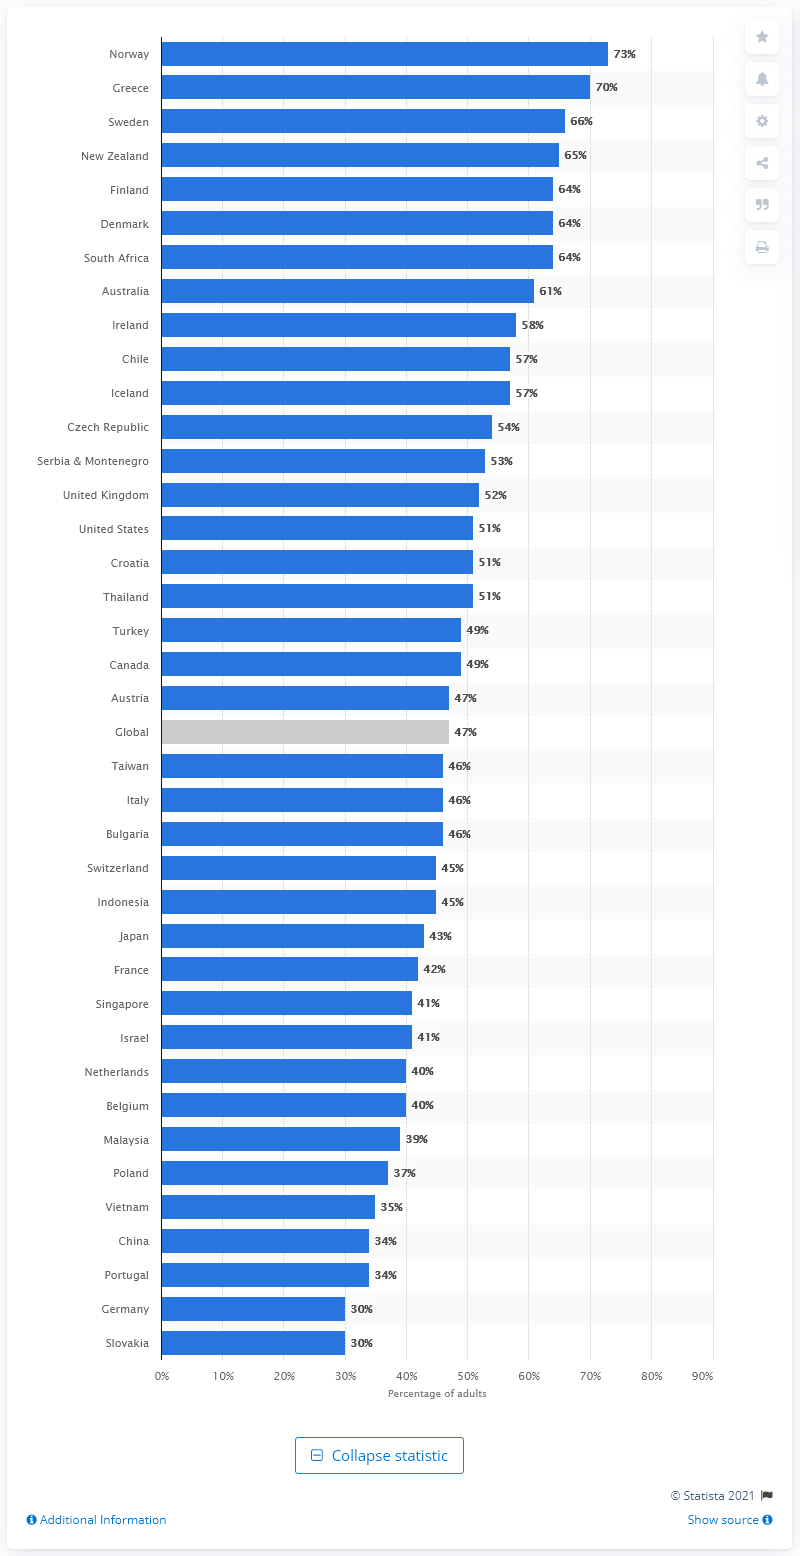 Norway 73%
Greece 70%
Sweden 66%
New Zealand 65%
Finland 64%
Denmark 64%
South Africa 64%
Australia 61%
Ireland 58%
Chile 57%
Iceland 57%
Czech Republic 54%
Serbia & Montenegro 53%
United Kingdom 52%
United States 51%
Croatia 51%
Thailand 51%
Turkey 49%
Canada 49%
Austria 47%
Global 47%
Taiwan 46%
Italy 46%
Bulgaria 46%
Switzerland 45%
Indonesia 45%
Japan 43%
France 42%
Singapore 41%
Israel 41%
Netherlands 40%
Belgium 40%
Malaysia 39%
Poland 37%
Vietnam 35%
China 34%
Portugal 34%
Germany 30%
Slovakia 30%
0% 10% 20% 30% 40% 50% 60% 70% 80% 90%
Percentage of adults
Collapse statistic
© Statista 2021
Additional Information Show source